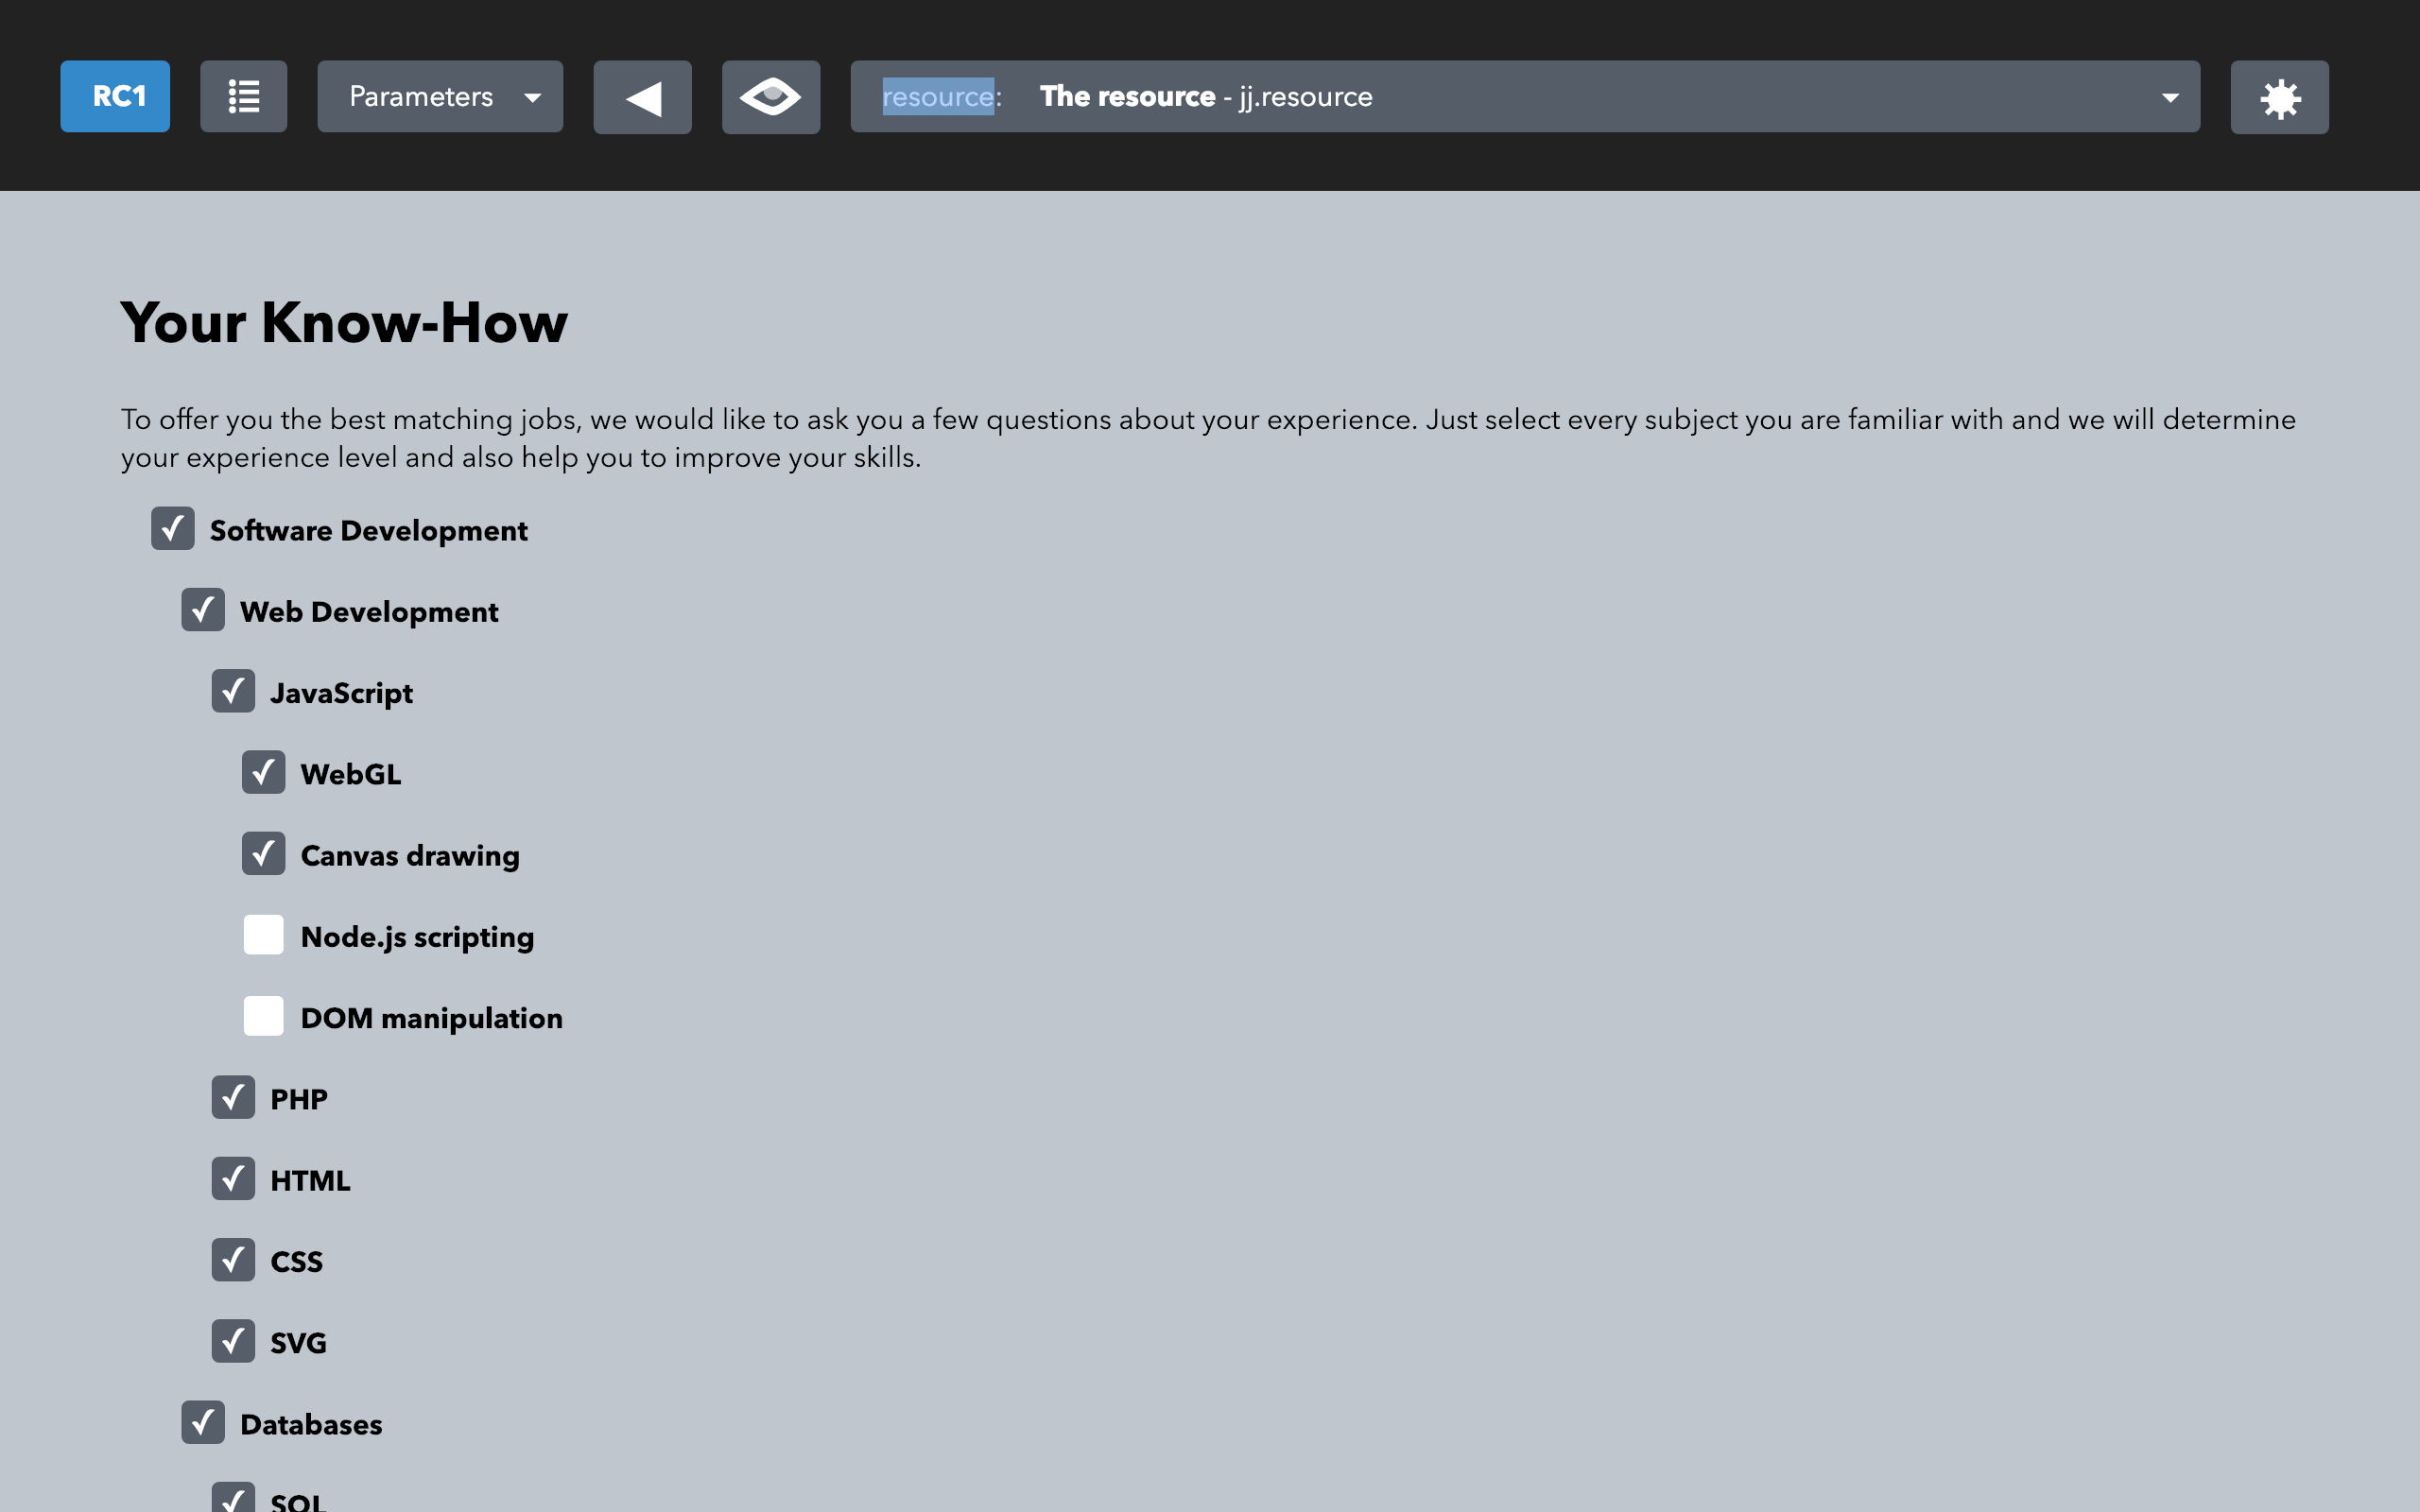 RC1 Parameters resource: The resource - jj.resource
Your Know-How
To offer you the best matching jobs, we would like to ask you a few questions about your experience. Just select every subject you are familiar with and we will determine
your experience level and also help you to improve your skills.
Software Development
Web Development
JavaScript
WebGL
Canvas drawing
Node.js scripting
DOM manipulation
PHP
HTML
CSS
SVG
Databases
SQL